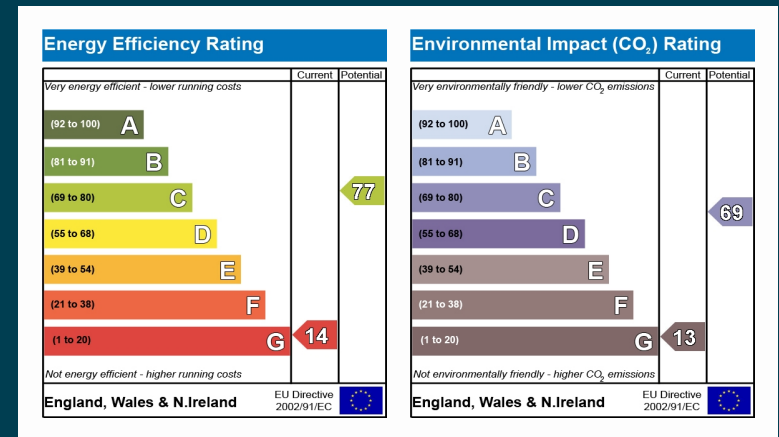 Energy Efficiency Rating
Current Potential
Very energy efficient - lower running costs
(92 to 100) A
(81 to 91) B
(69 to 80) C
77
(55 to 68) D
(39 to 54) E
(21 to 38) F
(1 to 20) G
14
Not energy efficient - higher running costs
England, Wales & N.Ireland
EU Directive
2002/91/EC
Environmental Impact (CO₂) Rating
Current Potential
Very environmentally friendly - lower CO₂ emissions
(92 to 100) A
(81 to 91) B
(69 to 80) C
69
(55 to 68) D
(39 to 54) E
(21 to 38) F
(1 to 20) G
13
Not environmentally friendly - higher CO₂ emissions
England, Wales & N.Ireland
EU Directive
2002/91/EC